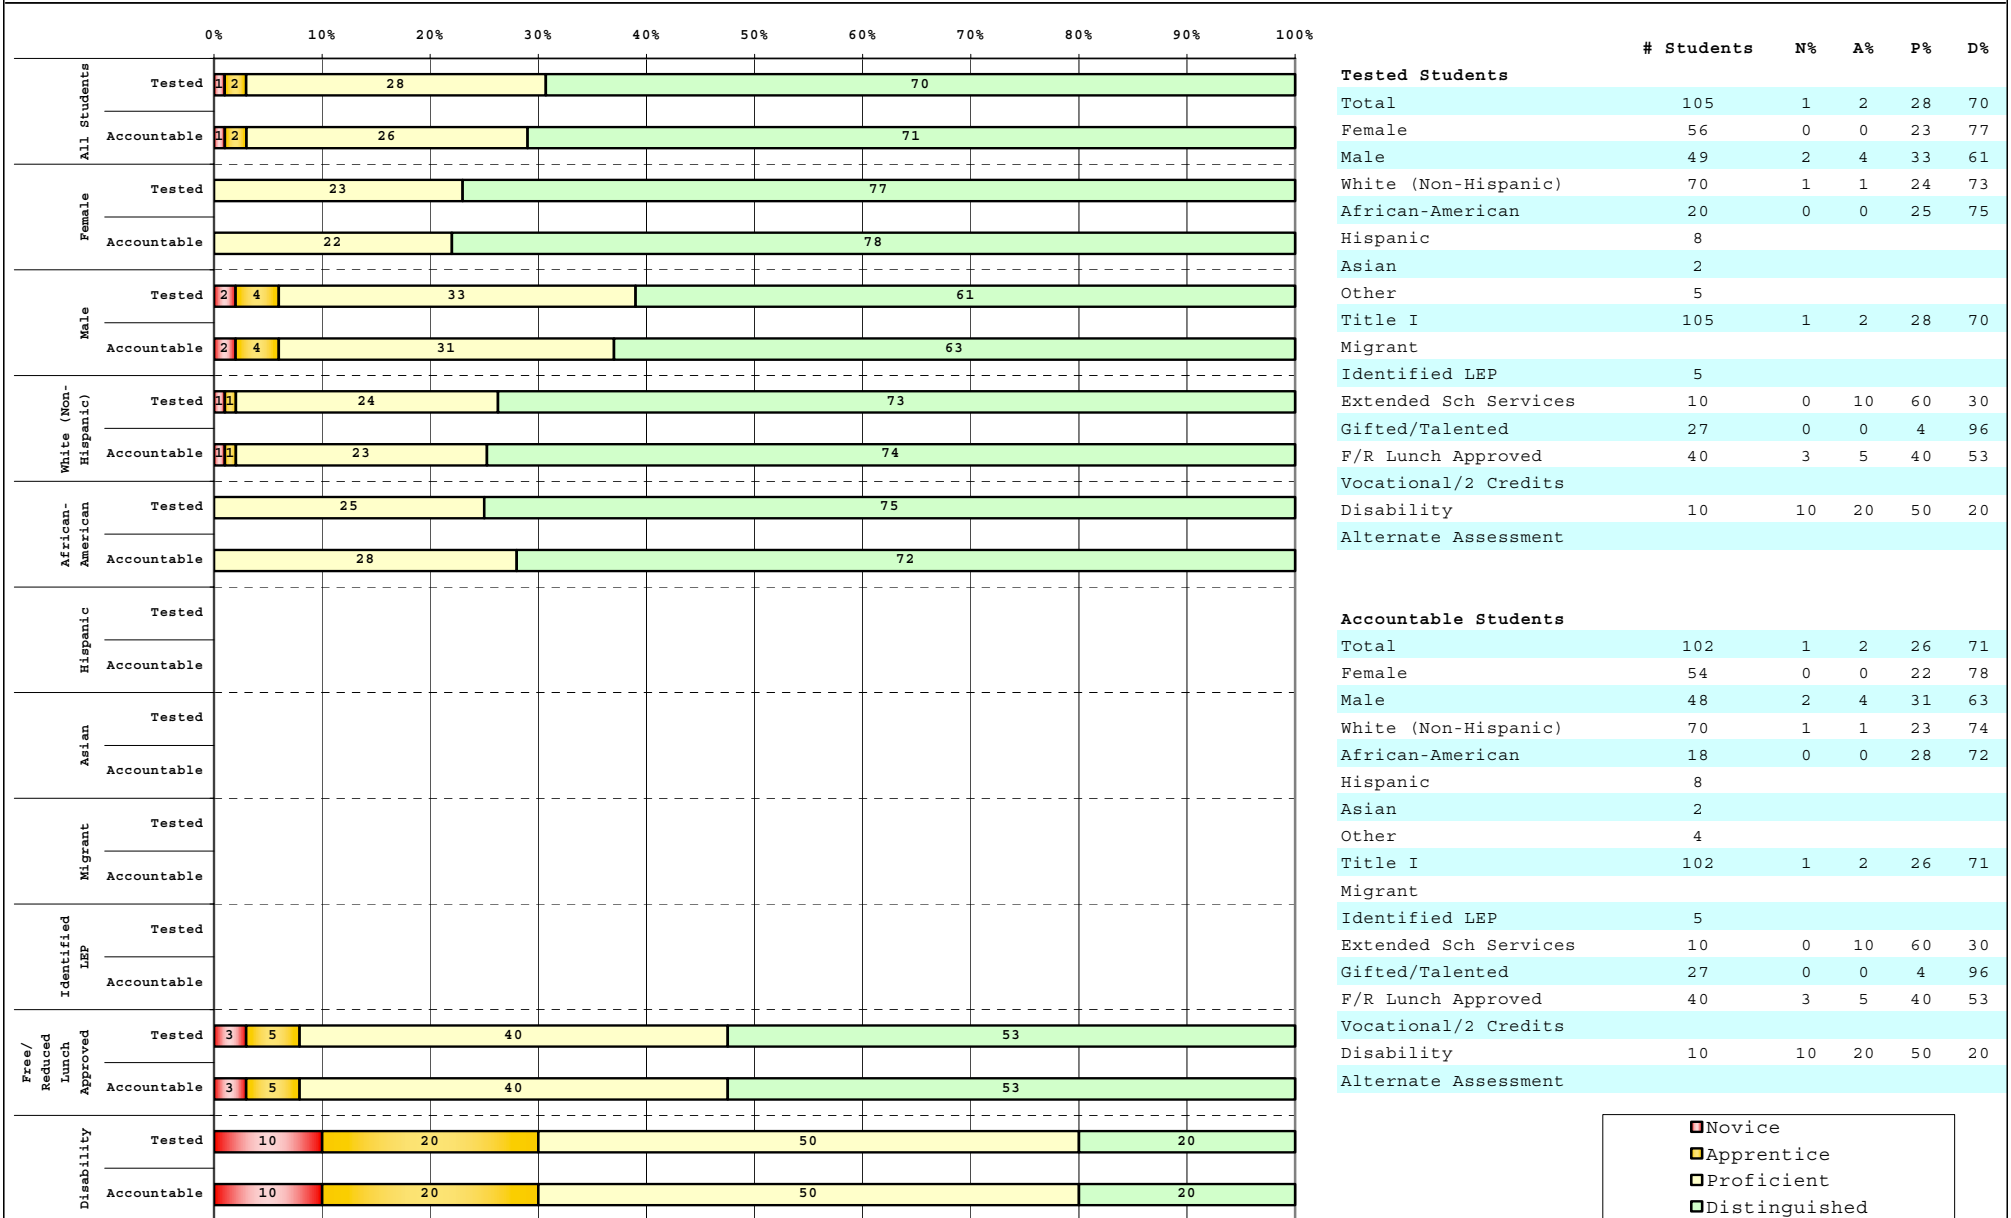 0% 10% 20% 30% 40% 50% 60% 70% 80% 90% 100%
All Students
Tested 1 2 28 70
Accountable 1 2 26 71
Female
Tested 23 77
Accountable 22 78
Male
Tested 2 4 33 61
Accountable 2 4 31 63
White (Non-
Hispanic)
Tested 1 1 24 73
Accountable 1 1 23 74
African-
American
Tested 25 75
Accountable 28 72
Hispanic
Tested
Accountable
Asian
Tested
Accountable
Migrant
Tested
Accountable
Identified
LEP
Tested
Accountable
Free/
Reduced
Lunch
Approved
Tested 3 5 40 53
Accountable 3 5 40 53
Disability
Tested 10 20 50 20
Accountable 10 20 50 20
# Students N% A% P% D%
Tested Students
Total 105 1 2 28 70
Female 56 0 0 23 77
Male 49 2 4 33 61
White (Non-Hispanic) 70 1 1 24 73
African-American 20 0 0 25 75
Hispanic 8
Asian 2
Other 5
Title I 105 1 2 28 70
Migrant
Identified LEP 5
Extended Sch Services 10 0 10 60 30
Gifted/Talented 27 0 0 4 96
F/R Lunch Approved 40 3 5 40 53
Vocational/2 Credits
Disability 10 10 20 50 20
Alternate Assessment
Accountable Students
Total 102 1 2 26 71
Female 54 0 0 22 78
Male 48 2 4 31 63
White (Non-Hispanic) 70 1 1 23 74
African-American 18 0 0 28 72
Hispanic 8
Asian 2
Other 4
Title I 102 1 2 26 71
Migrant
Identified LEP 5
Extended Sch Services 10 0 10 60 30
Gifted/Talented 27 0 0 4 96
F/R Lunch Approved 40 3 5 40 53
Vocational/2 Credits
Disability 10 10 20 50 20
Alternate Assessment
Novice
Apprentice
Proficient
Distinguished